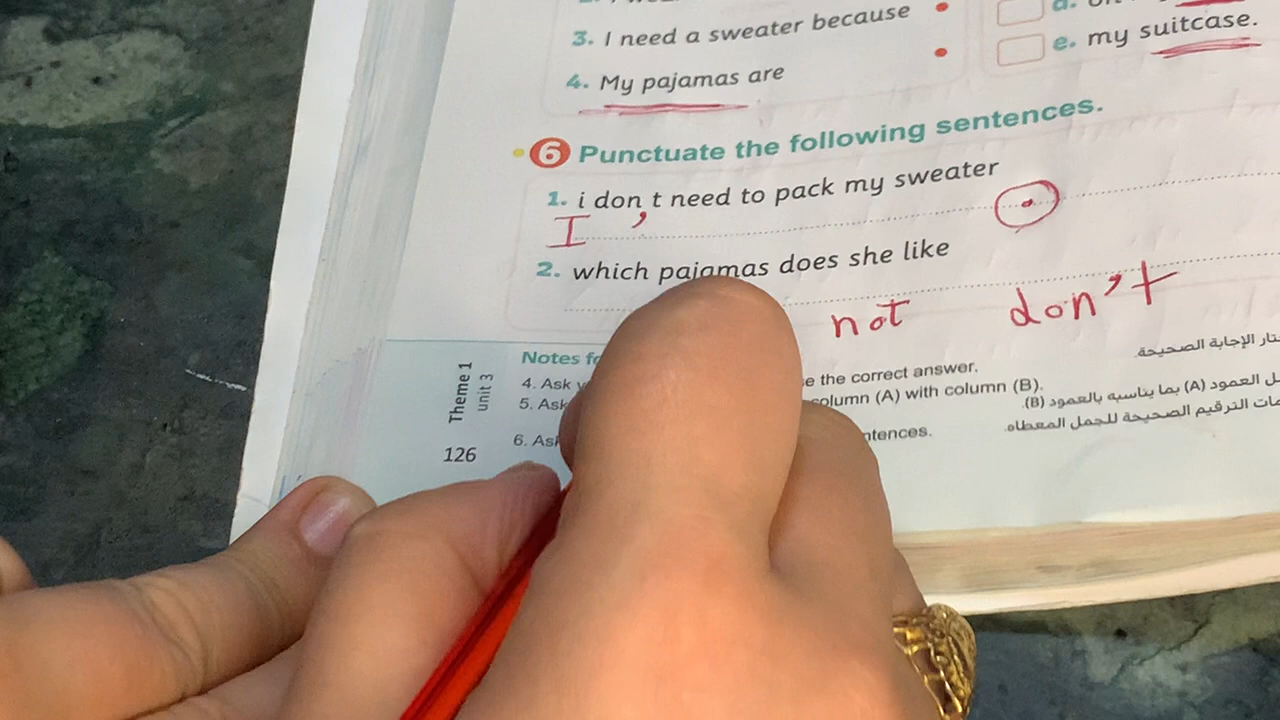 3. I need a sweater because
e. my suitcase.
4. My pajamas are
6 Punctuate the following sentences.
1. i don t need to pack my sweater
I , .
2. which pajamas does she like
not don't
Notes
4. Ask
e the correct answer.
5. Ask
column (A) with column (B).
6. Ask
الإجابة الصحيحة.
العمود (A) بما يناسبه بالعمود (B).
الترقيم الصحيحة للجمل المعطاه.
Theme 1
unit 3
126